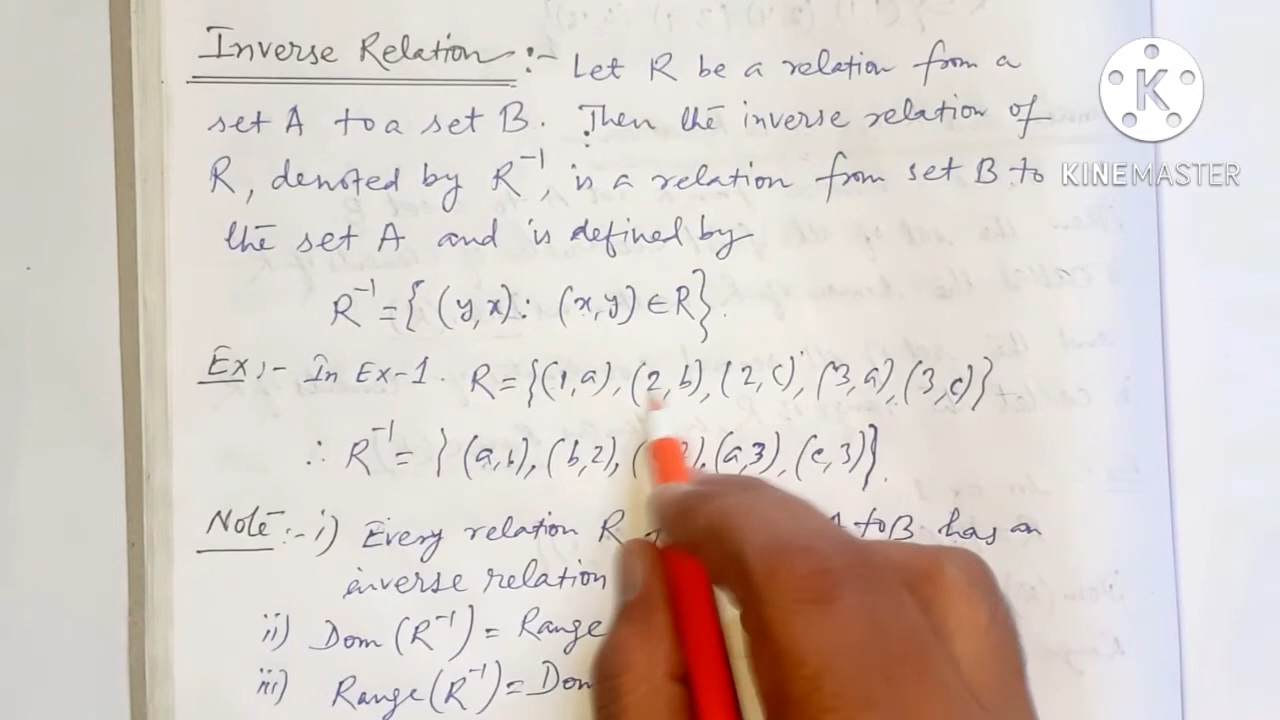 Inverse Relation :- Let R be a relation from a
set A to a set B. Then the inverse relation of
R, denoted by R⁻¹, is a relation from set B to
the set A and is defined by
R⁻¹ = { (y,x): (x,y) ∈ R}.
Ex:- In Ex-1. R = {(1,a), (2,b), (2,c), (3,a), (3,c)}
∴ R⁻¹ = { (a,1), (b,2), ( 2), (a,3), (c,3)}.
Note:- i) Every relation R A to B has an
inverse relation
ii) Dom (R⁻¹) = Range
iii) Range (R⁻¹) = Dom
K
KINEMASTER